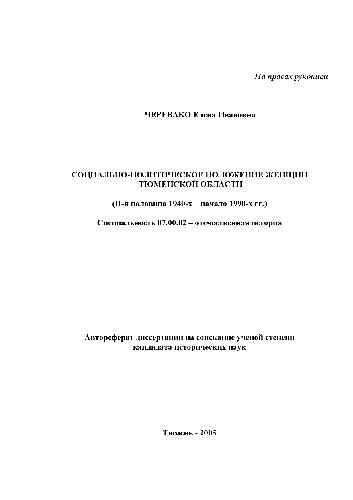 На правах рукописи
ЧЕРЕВАКО Елена Ивановна
СОЦИАЛЬНО-ПОЛИТИЧЕСКОЕ ПОЛОЖЕНИЕ ЖЕНЩИН
ТЮМЕНСКОЙ ОБЛАСТИ
(II-я половина 1940-х – начало 1990-х гг.)
Специальность 07.00.02 – отечественная история
Автореферат диссертации на соискание ученой степени
кандидата исторических наук
Тюмень - 2005